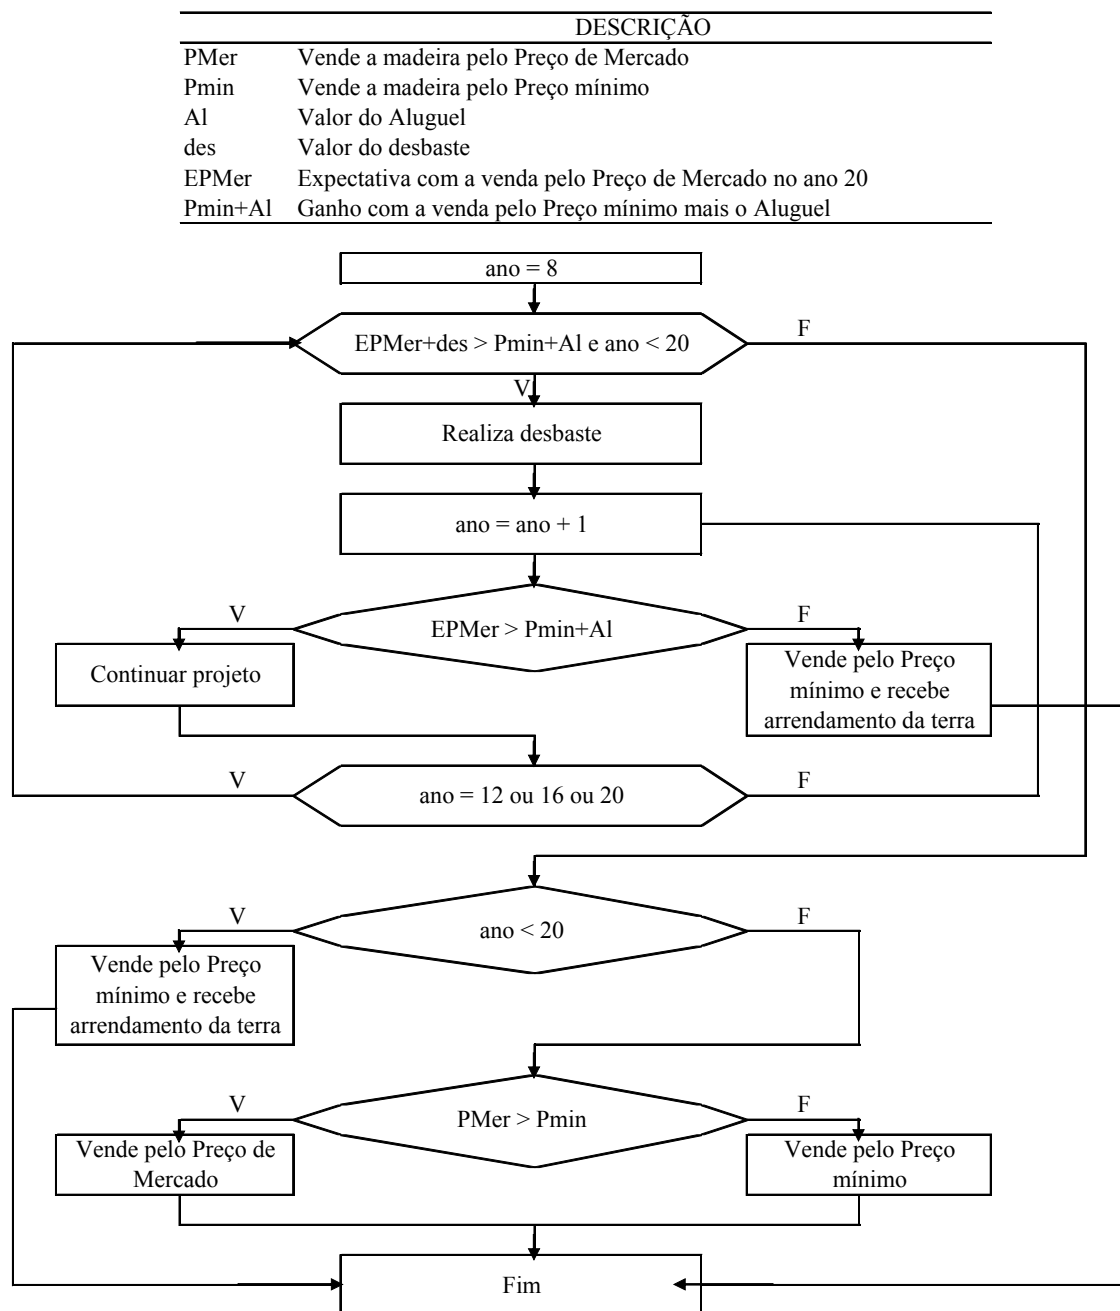 DESCRIÇÃO
PMer Vende a madeira pelo Preço de Mercado
Pmin Vende a madeira pelo Preço mínimo
Al Valor do Aluguel
des Valor do desbaste
EPMer Expectativa com a venda pelo Preço de Mercado no ano 20
Pmin+Al Ganho com a venda pelo Preço mínimo mais o Aluguel
ano = 8
EPMer+des > Pmin+Al e ano < 20
F
V
Realiza desbaste
ano = ano + 1
V
EPMer > Pmin+Al
F
Continuar projeto
Vende pelo Preço
mínimo e recebe
arrendamento da terra
V
ano = 12 ou 16 ou 20
F
V
ano < 20
F
Vende pelo Preço
mínimo e recebe
arrendamento da terra
V
PMer > Pmin
F
Vende pelo Preço de
Mercado
Vende pelo Preço
mínimo
Fim